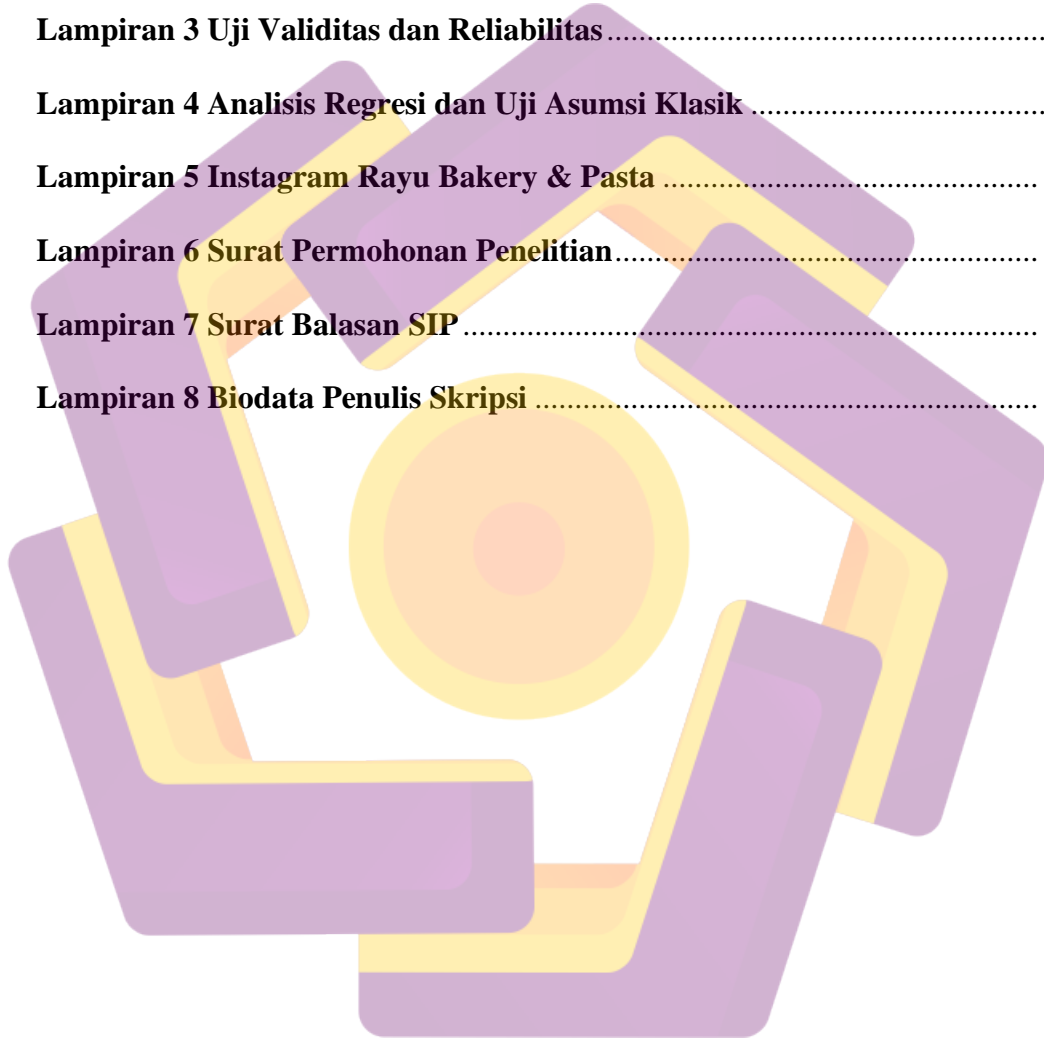 Lampiran 3 Uji Validitas dan Reliabilitas......................................................
Lampiran 4 Analisis Regresi dan Uji Asumsi Klasik ....................................
Lampiran 5 Instagram Rayu Bakery & Pasta ..............................................
Lampiran 6 Surat Permohonan Penelitian....................................................
Lampiran 7 Surat Balasan SIP.......................................................................
Lampiran 8 Biodata Penulis Skripsi..............................................................